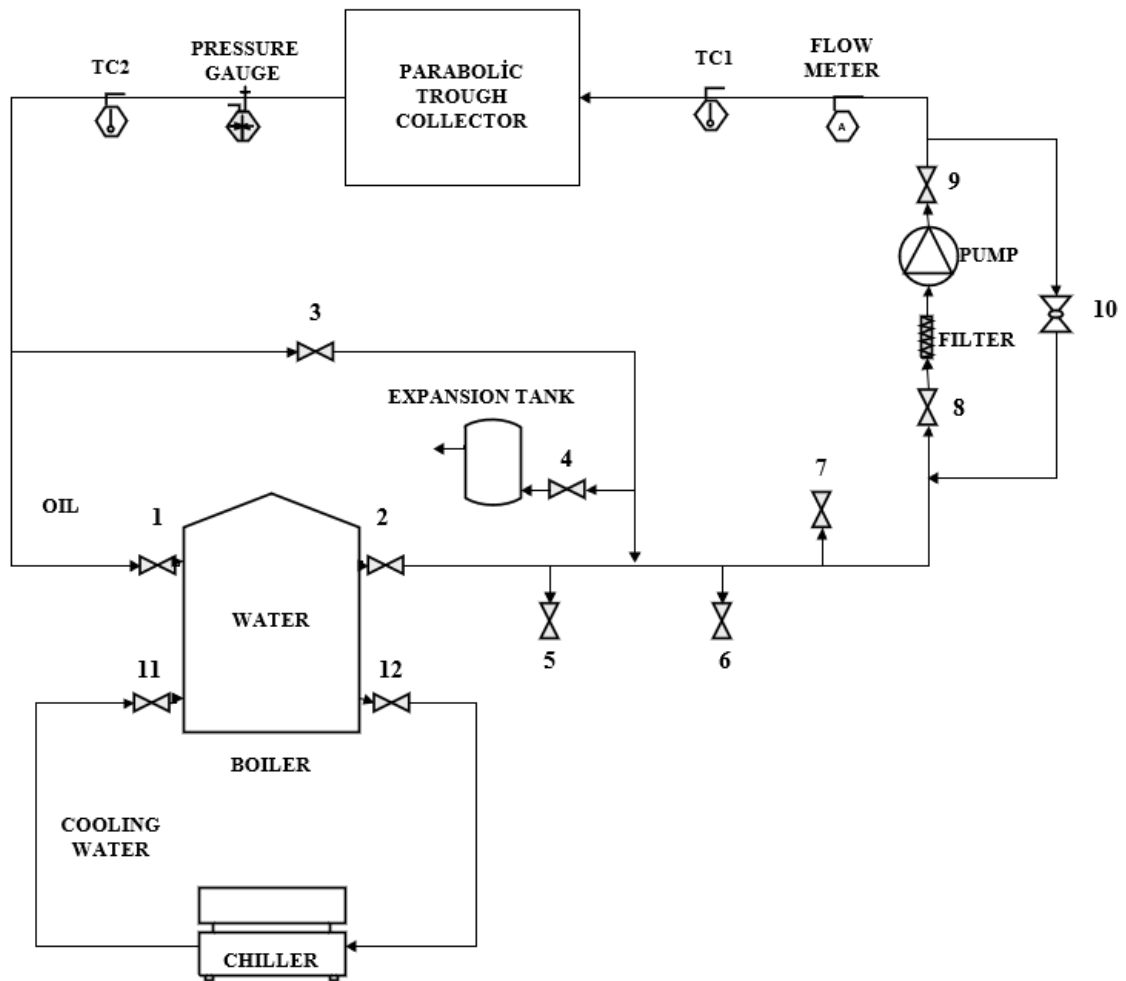 TC2
PRESSURE
GAUGE
PARABOLİC
TROUGH
COLLECTOR
TC1
FLOW
METER
A
9
PUMP
10
FILTER
8
3
EXPANSION TANK
4
7
OIL
1
2
WATER
5
6
11
12
BOILER
COOLING
WATER
CHILLER